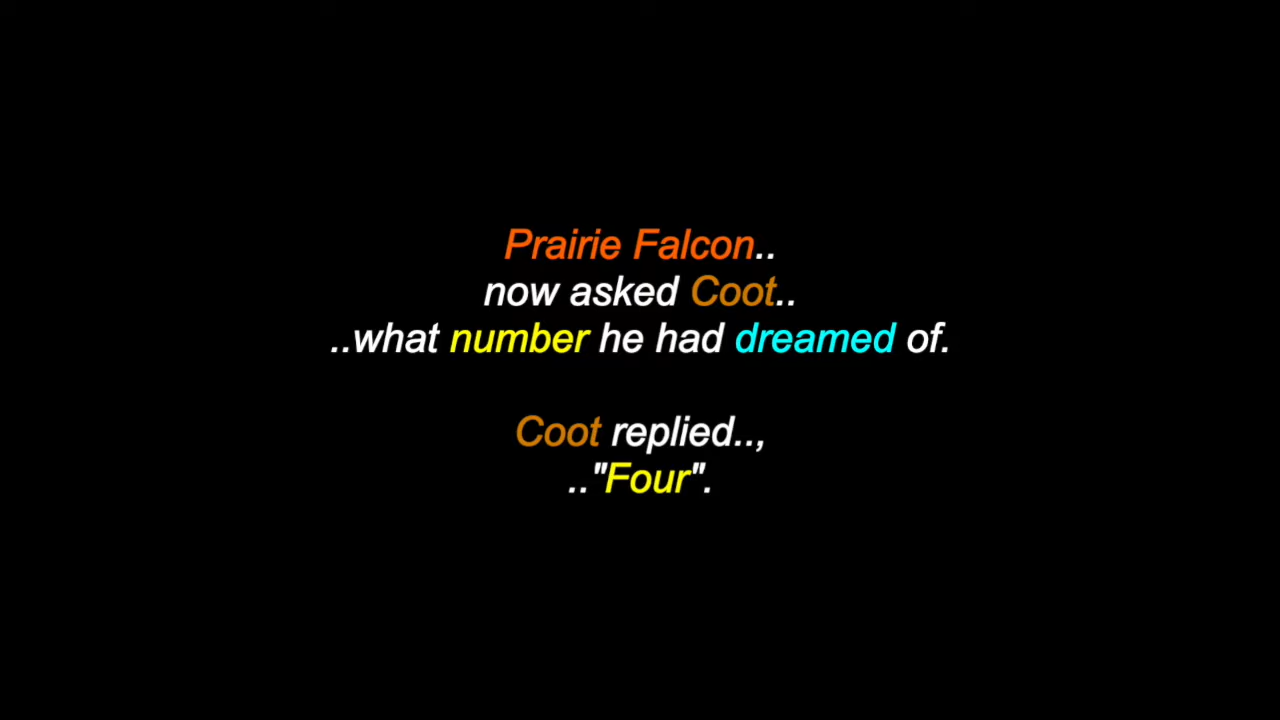 Prairie Falcon..
now asked Coot..
..what number he had dreamed of.
Coot replied..,
.."Four".